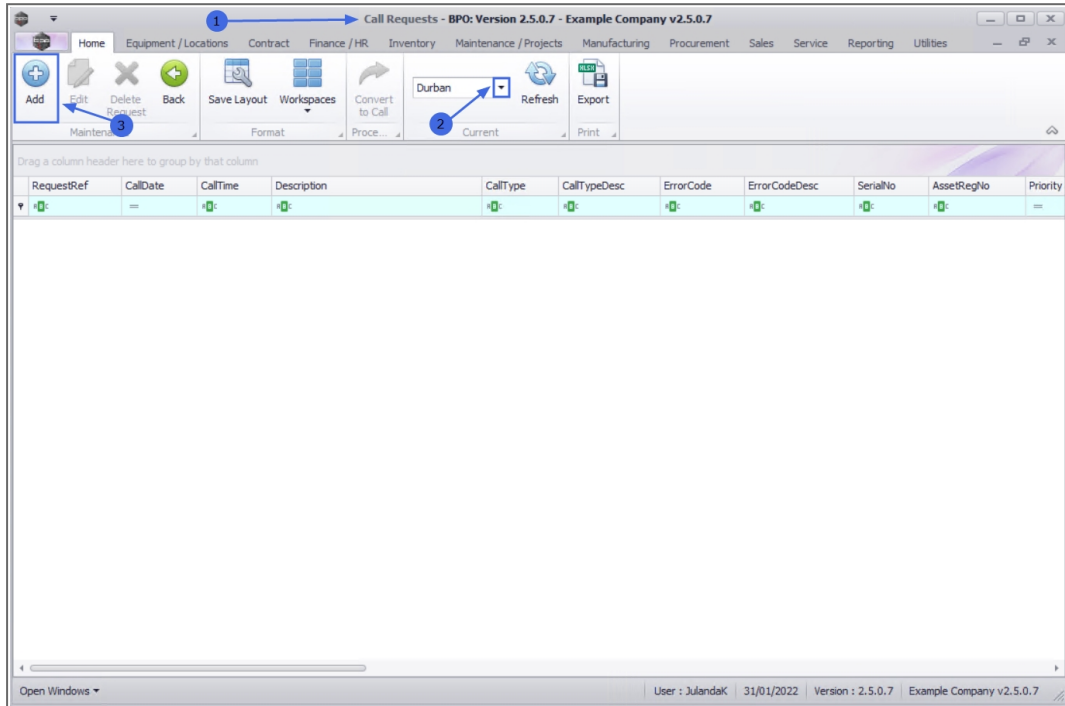 1
Call Requests - BPO: Version 2.5.0.7 - Example Company v2.5.0.7
Home Equipment / Locations Contract Finance / HR Inventory Maintenance / Projects Manufacturing Procurement Sales Service Reporting Utilities
Add Edit Delete Request Back Save Layout Workspaces Convert to Call Durban Refresh Export
3 2
Format Proce... Current Print
Drag a column header here to group by that column
RequestRef CallDate CallTime Description CallType CallTypeDesc ErrorCode ErrorCodeDesc SerialNo AssetRegNo Priority
Open Windows User : JulandaK 31/01/2022 Version : 2.5.0.7 Example Company v2.5.0.7